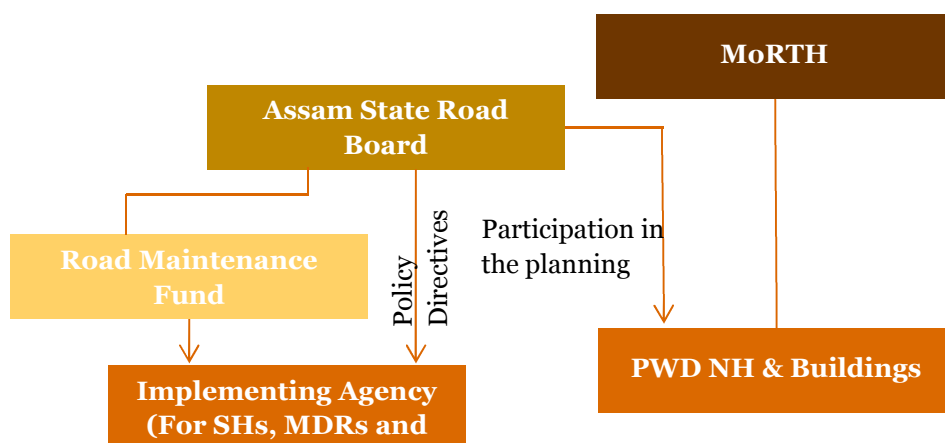 MoRTH
Assam State Road
Board
Policy
Directives
Participation in
the planning
Road Maintenance
Fund
PWD NH & Buildings
Implementing Agency
(For SHs, MDRs and